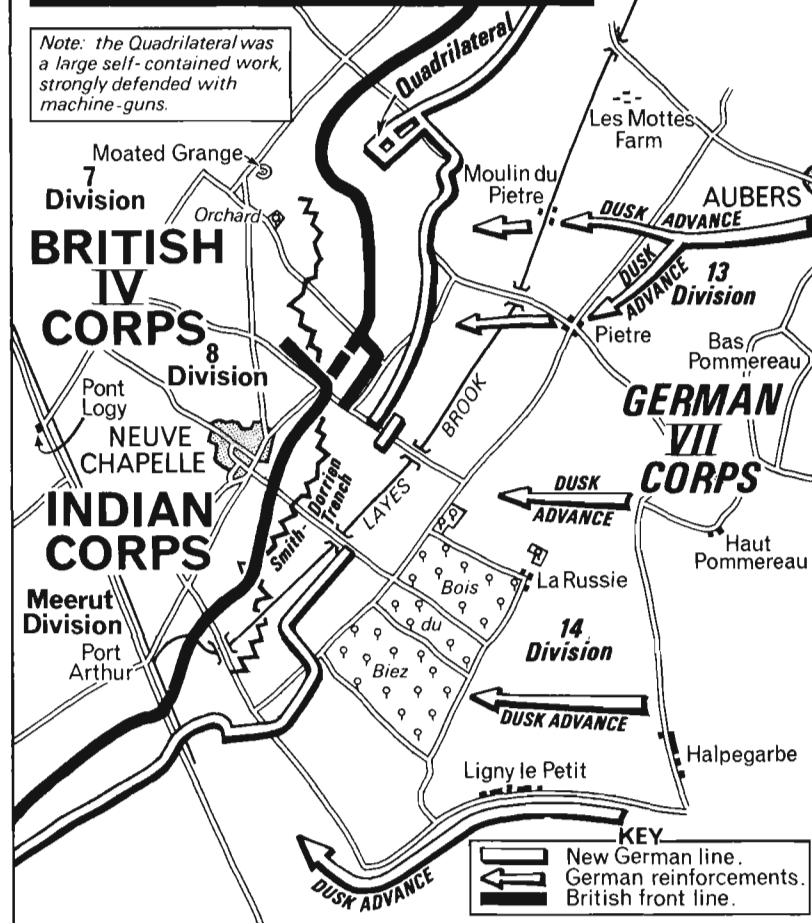 Note: the Quadrilateral was
a large self-contained work,
strongly defended with
machine-guns.
Quadrilateral
Les Mottes
Farm
Moated Grange
7
Division
Moulin du
Pietre
Orchard
AUBERS
DUSK ADVANCE
DUSK
ADVANCE
BRITISH
IV
CORPS
13
Division
Pietre
Bas
Pommereau
8
Division
Pont
Logy
BROOK
GERMAN
VII
CORPS
NEUVE
CHAPELLE
Smith-Dorrien
Trench
LAYES
DUSK
ADVANCE
INDIAN
CORPS
Haut
Pommereau
Bois
du
Biez
La Russie
Meerut
Division
Port
Arthur
14
Division
DUSK ADVANCE
Halpegarbe
Ligny le Petit
DUSK ADVANCE
KEY
New German line.
German reinforcements.
British front line.